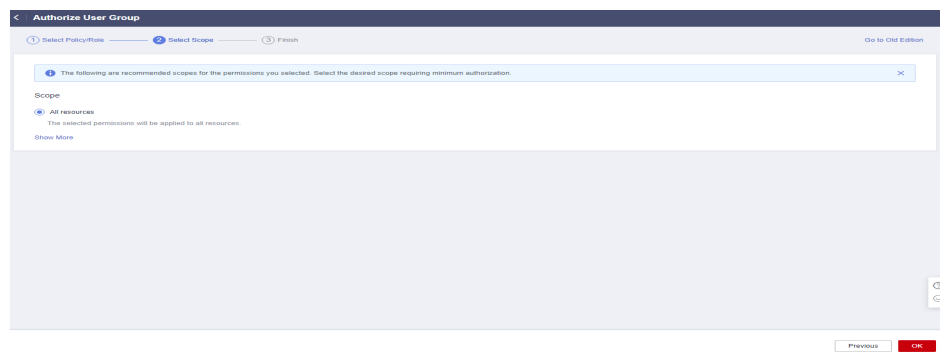 < Authorize User Group
1 Select Policy/Role 2 Select Scope 3 Finish Go to Old Edition
The following are recommended scopes for the permissions you selected. Select the desired scope requiring minimum authorization.
Scope
All resources
The selected permissions will be applied to all resources.
Show More
Previous OK